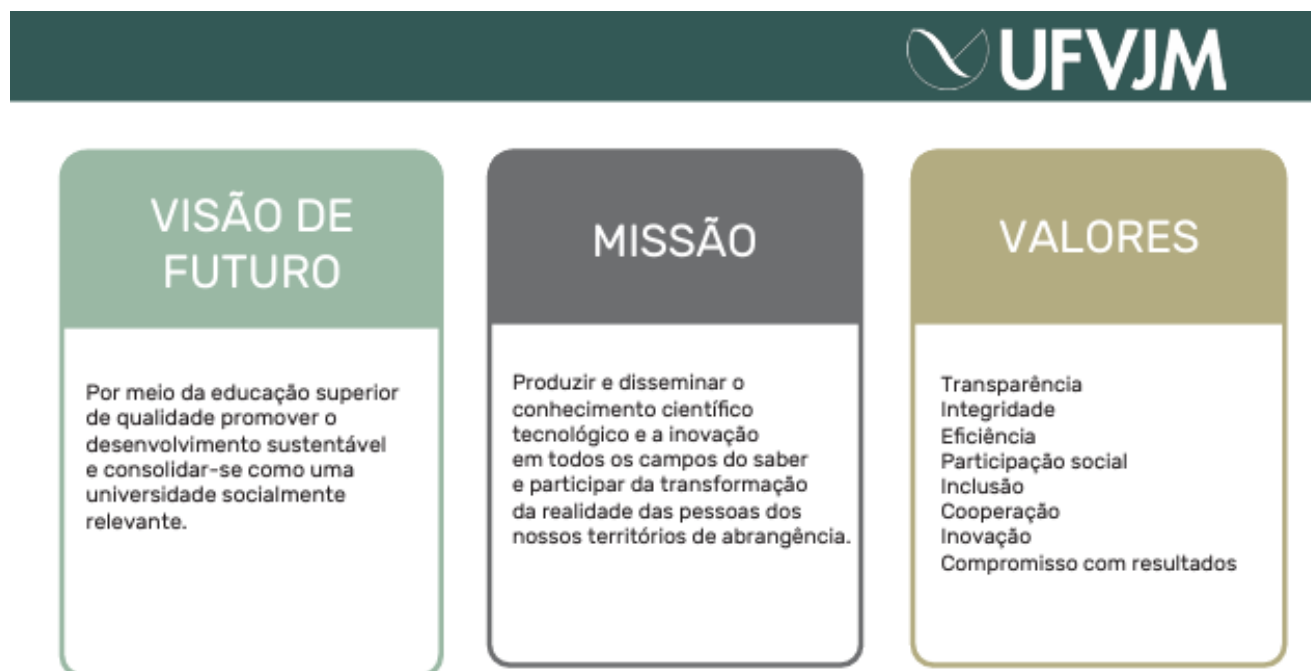 UFVJM
VISÃO DE
FUTURO
Por meio da educação superior
de qualidade promover o
desenvolvimento sustentável
e consolidar-se como uma
universidade socialmente
relevante.
MISSÃO
Produzir e disseminar o
conhecimento científico
tecnológico e a inovação
em todos os campos do saber
e participar da transformação
da realidade das pessoas dos
nossos territórios de abrangência.
VALORES
Transparência
Integridade
Eficiência
Participação social
Inclusão
Cooperação
Inovação
Compromisso com resultados